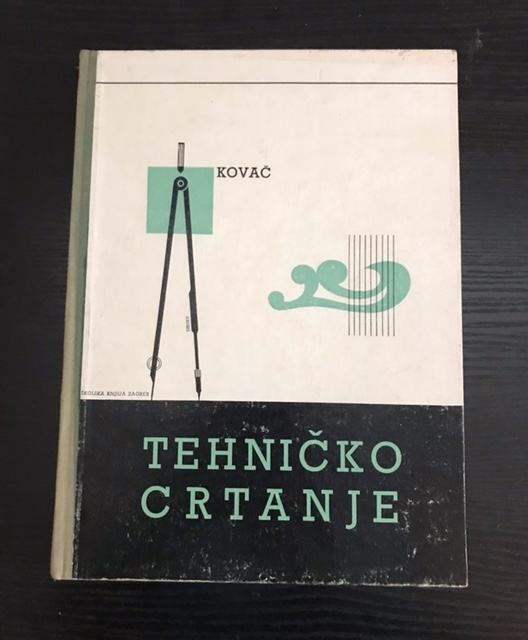 KOVAČ
ŠKOLSKA KNJIGA ZAGREB
TEHNIČKO
CRTANJE